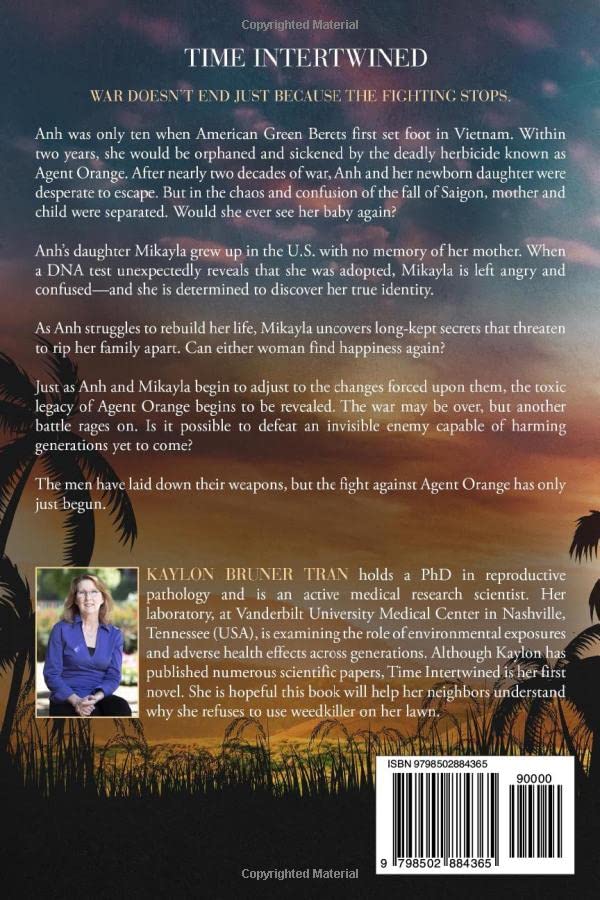 Copyrighted Material
TIME INTERTWINED
WAR DOESN'T END JUST BECAUSE THE FIGHTING STOPS.
Anh was only ten when American Green Berets first set foot in Vietnam. Within
two years, she would be orphaned and sickened by the deadly herbicide known as
Agent Orange. After nearly two decades of war, Anh and her newborn daughter were
desperate to escape. But in the chaos and confusion of the fall of Saigon, mother and
child were separated. Would she ever see her baby again?
Anh's daughter Mikayla grew up in the U.S. with no memory of her mother. When
a DNA test unexpectedly reveals that she was adopted, Mikayla is left angry and
confused—and she is determined to discover her true identity.
As Anh struggles to rebuild her life, Mikayla uncovers long-kept secrets that threaten
to rip her family apart. Can either woman find happiness again?
Just as Anh and Mikayla begin to adjust to the changes forced upon them, the toxic
legacy of Agent Orange begins to be revealed. The war may be over, but another
battle rages on. Is it possible to defeat an invisible enemy capable of harming
generations yet to come?
The men have laid down their weapons, but the fight against Agent Orange has only
just begun.
KAYLON BRUNER TRAN holds a PhD in reproductive
pathology and is an active medical research scientist. Her
laboratory, at Vanderbilt University Medical Center in Nashville,
Tennessee (USA), is examining the role of environmental exposures
and adverse health effects across generations. Although Kaylon has
published numerous scientific papers, Time Intertwined is her first
novel. She is hopeful this book will help her neighbors understand
why she refuses to use weedkiller on her lawn.
ISBN 9798502884365
90000
9 798502 884365
Copyrighted Material